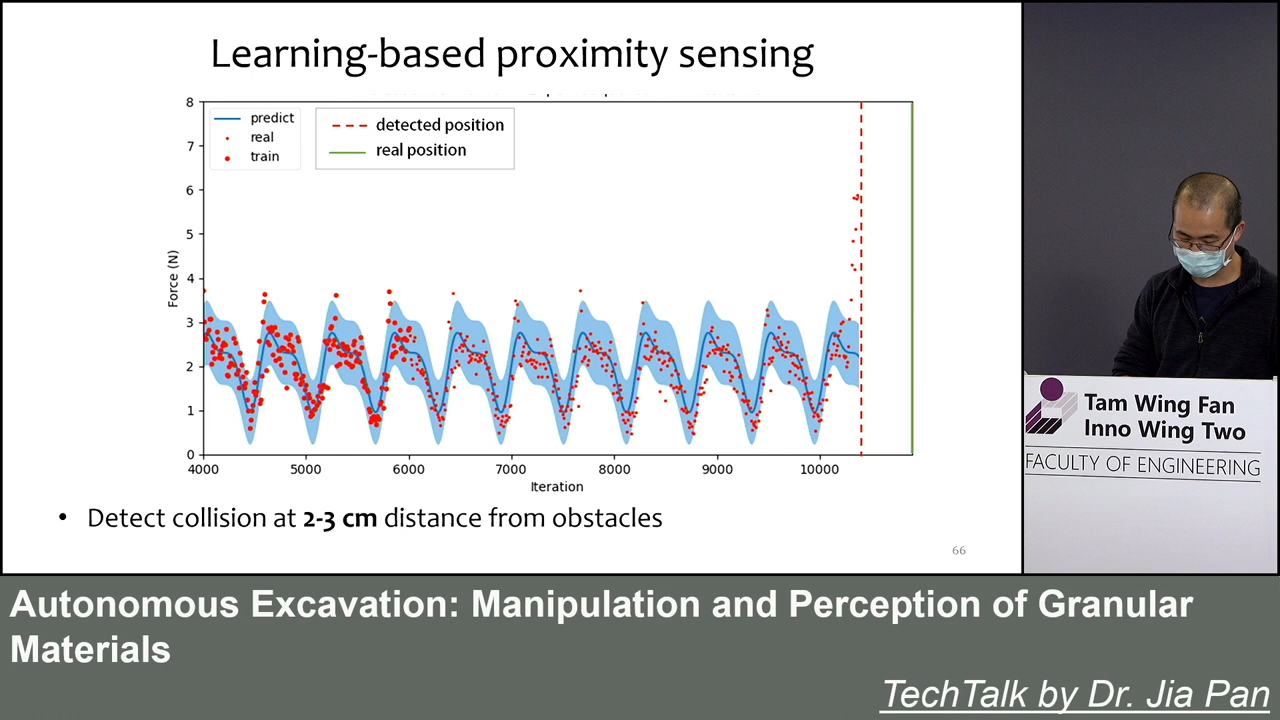 Learning-based proximity sensing
predict
real
train
detected position
real position
8
7
6
5
4
3
2
1
0
Force (N)
4000 5000 6000 7000 8000 9000 10000
Iteration
• Detect collision at 2-3 cm distance from obstacles
66
Tam Wing Fan
Inno Wing Two
FACULTY OF ENGINEERING
Autonomous Excavation: Manipulation and Perception of Granular
Materials
TechTalk by Dr. Jia Pan